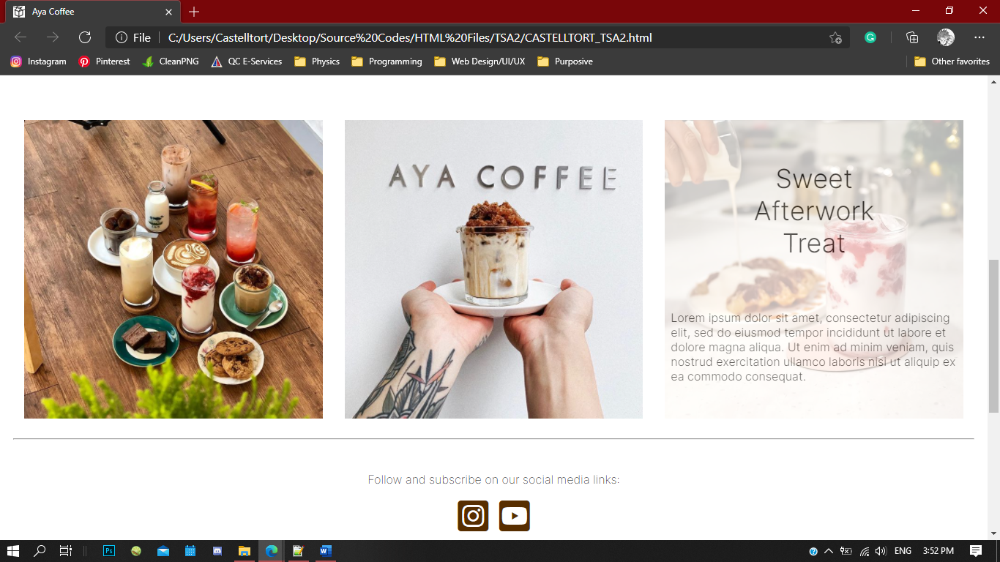 Aya Coffee
File
C:/Users/Castelltort/Desktop/Source%20Codes/HTML%20Files/TSA2/CASTELLTORT_TSA2.html
Instagram
Pinterest
CleanPNG
QC E-Services
Physics
Programming
Web Design/UI/UX
Purposive
Other favorites
AYA COFFEE
Sweet
Afterwork
Treat
Lorem ipsum dolor sit amet, consectetur adipiscing
elit, sed do eiusmod tempor incididunt ut labore et
dolore magna aliqua. Ut enim ad minim veniam, quis
nostrud exercitation ullamco laboris nisi ut aliquip ex
ea commodo consequat.
Follow and subscribe on our social media links:
Ps
W
ENG
3:52 PM